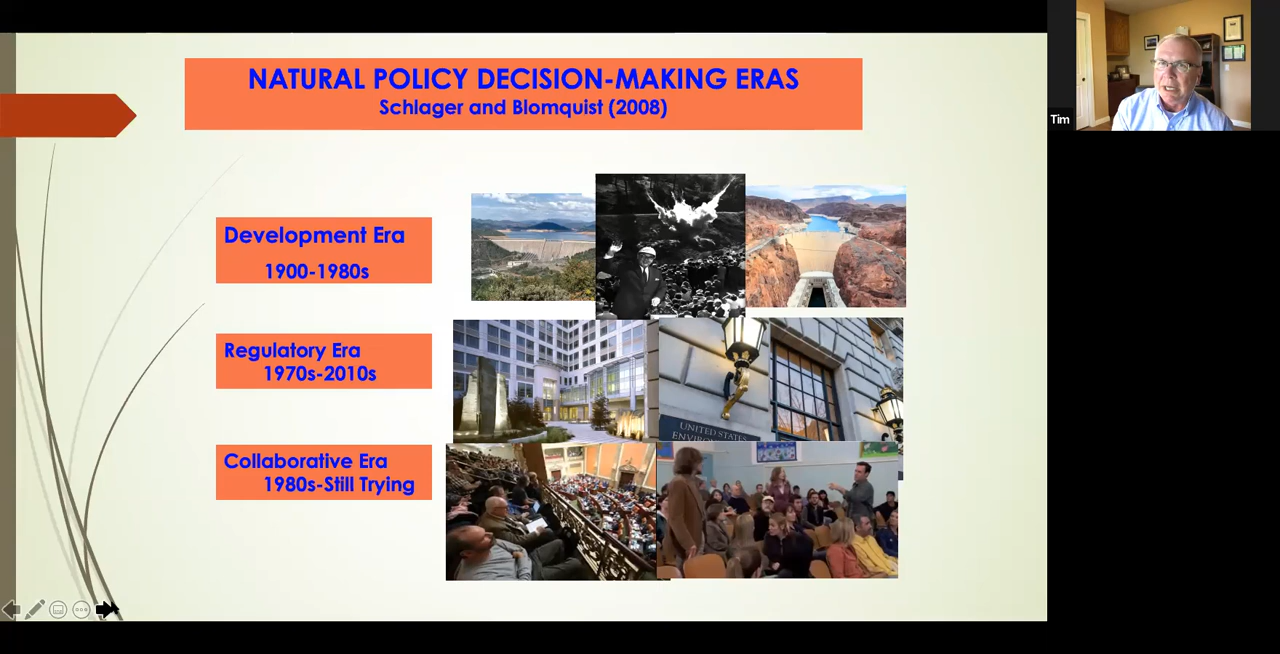 NATURAL POLICY DECISION-MAKING ERAS
Schlager and Blomquist (2008)
Tim
Development Era
1900-1980s
Regulatory Era
1970s-2010s
UNITED STATES
Collaborative Era
1980s-Still Trying